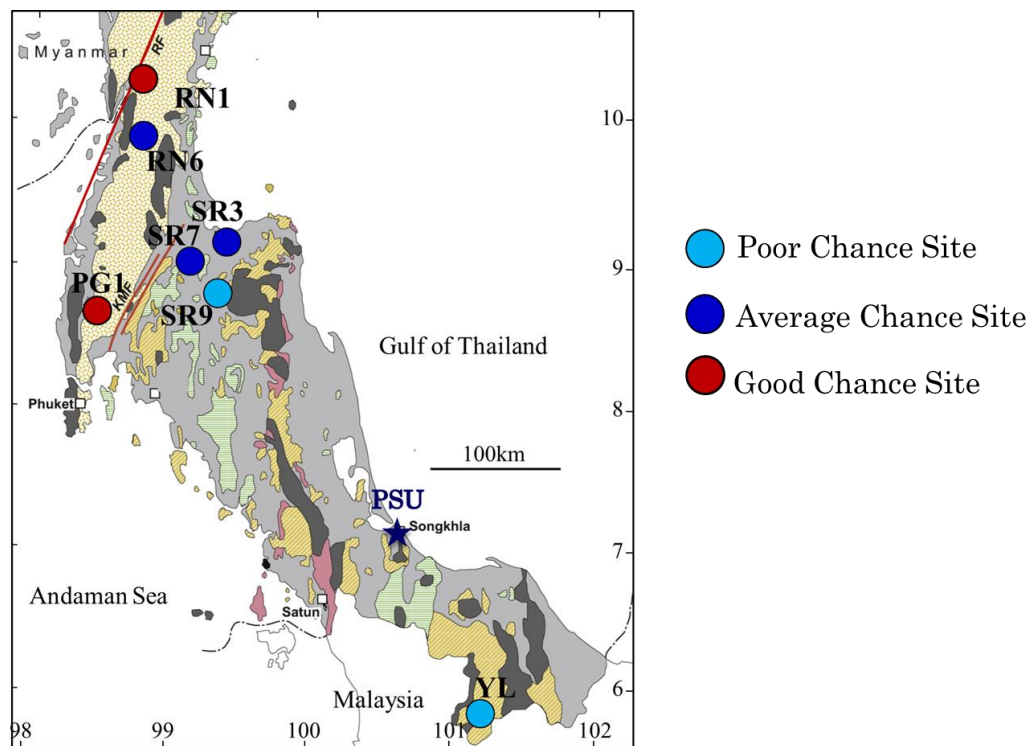 Myanmar
RF
RN1
10
RN6
SR3
SR7
9
PG1
KMF
SR9
Poor Chance Site
Average Chance Site
Good Chance Site
Gulf of Thailand
Phuket
8
100km
PSU
Songkhla
7
Andaman Sea
Satun
YL
Malaysia
6
98
99
100
101
102